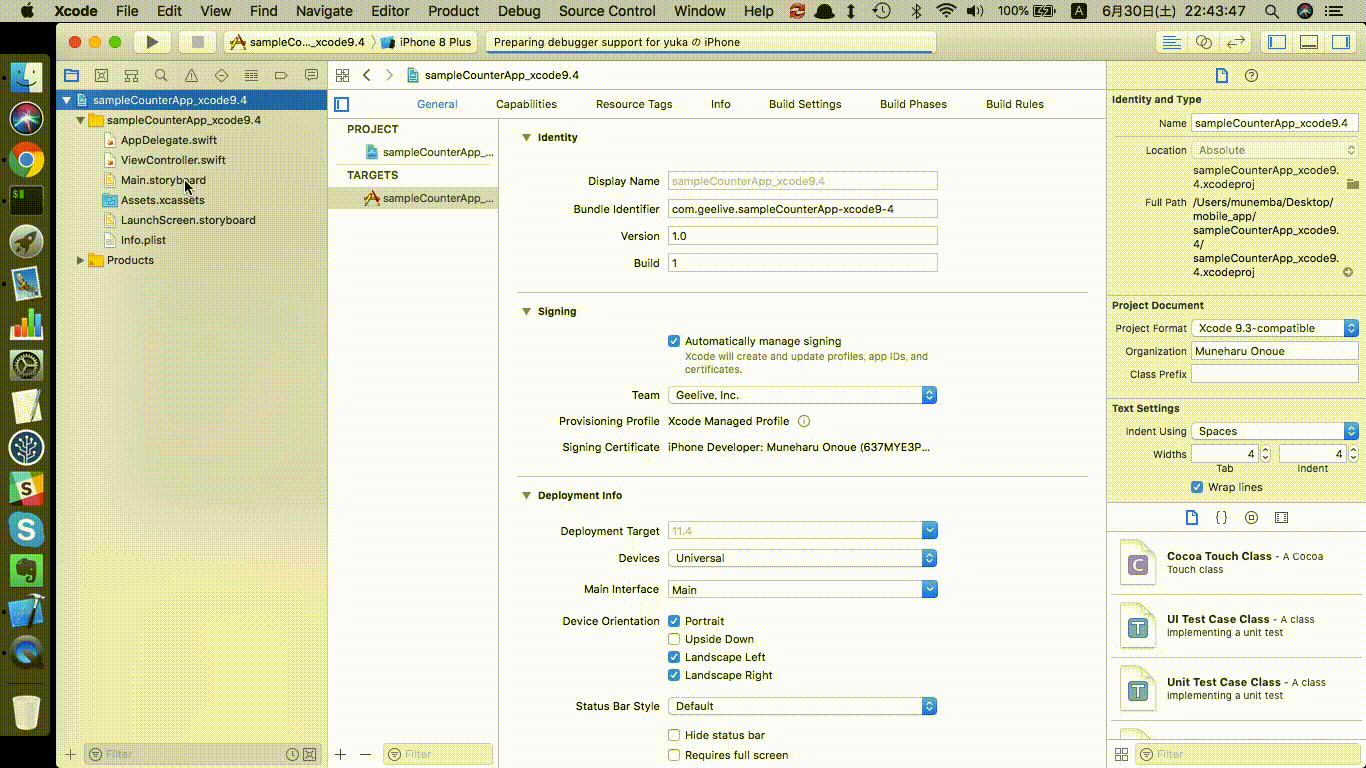 Xcode File Edit View Find Navigate Editor Product Debug Source Control Window Help 100% A 6月30日(土) 22:43:47
sampleCo..._xcode9.4 iPhone 8 Plus Preparing debugger support for yuka の iPhone
sampleCounterApp_xcode9.4
sampleCounterApp_xcode9.4
AppDelegate.swift
ViewController.swift
Main.storyboard
Assets.xcassets
LaunchScreen.storyboard
Info.plist
Products
Filter
sampleCounterApp_xcode9.4
General Capabilities Resource Tags Info Build Settings Build Phases Build Rules
PROJECT
sampleCounterApp_...
TARGETS
sampleCounterApp_...
Filter
Identity
Display Name sampleCounterApp_xcode9.4
Bundle Identifier com.geelive.sampleCounterApp-xcode9-4
Version 1.0
Build 1
Signing
Automatically manage signing
Xcode will create and update profiles, app IDs, and
certificates.
Team Geelive, Inc.
Provisioning Profile Xcode Managed Profile
Signing Certificate iPhone Developer: Muneharu Onoue (637MYE3P...
Deployment Info
Deployment Target 11.4
Devices Universal
Main Interface Main
Device Orientation Portrait
Upside Down
Landscape Left
Landscape Right
Status Bar Style Default
Hide status bar
Requires full screen
Identity and Type
Name sampleCounterApp_xcode9.4
Location Absolute
sampleCounterApp_xcode9.
4.xcodeproj
Full Path /Users/munemba/Desktop/
mobile_app/
sampleCounterApp_xcode9.
4/
sampleCounterApp_xcode9.
4.xcodeproj
Project Document
Project Format Xcode 9.3-compatible
Organization Muneharu Onoue
Class Prefix
Text Settings
Indent Using Spaces
Widths 4 4
Tab Indent
Wrap lines
{}
C
Cocoa Touch Class - A Cocoa
Touch class
T
UI Test Case Class - A class
implementing a unit test
T
Unit Test Case Class - A class
implementing a unit test
Filter